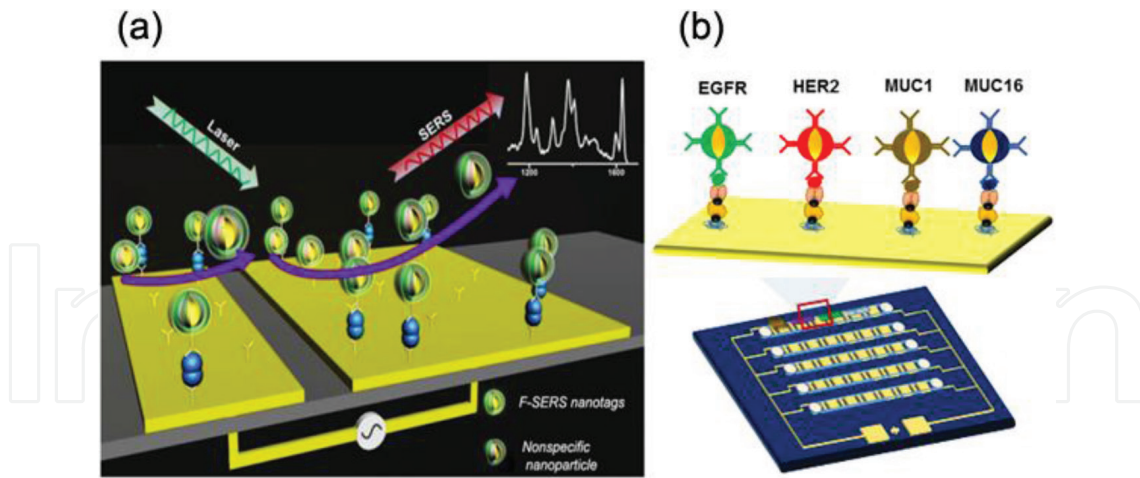 (a)
(b)
Laser
SERS
1200
1600
F-SERS nanotags
Nonspecific
nanoparticle
EGFR HER2 MUC1 MUC16